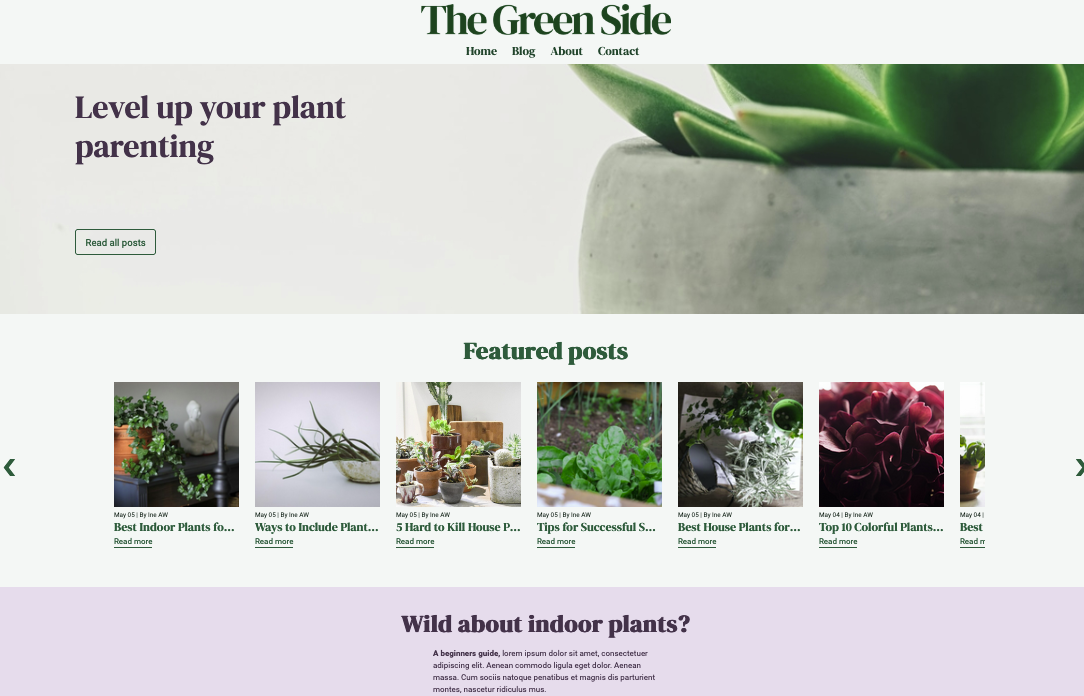 The Green Side
Home Blog About Contact
Level up your plant
parenting
Read all posts
Featured posts
May 05 | By Ine AW
Best Indoor Plants fo...
Read more
May 05 | By Ine AW
Ways to Include Plant...
Read more
May 05 | By Ine AW
5 Hard to Kill House P...
Read more
May 05 | By Ine AW
Tips for Successful S...
Read more
May 05 | By Ine AW
Best House Plants for...
Read more
May 04 | By Ine AW
Top 10 Colorful Plants...
Read more
May 04 |
Best
Read
Wild about indoor plants?
A beginners guide, lorem ipsum dolor sit amet, consectetuer
adipiscing elit. Aenean commodo ligula eget dolor. Aenean
massa. Cum sociis natoque penatibus et magnis dis parturient
montes, nascetur ridiculus mus.